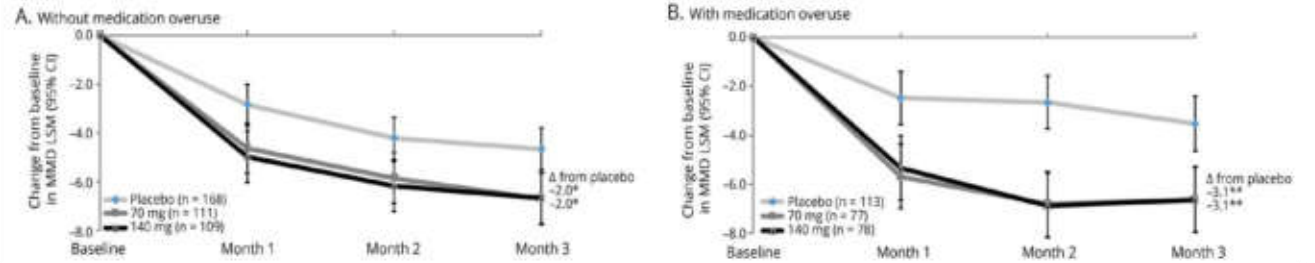 A. Without medication overuse
Change from baseline
in MMD LSM (95% CI)
0.0
-2.0
-4.0
-6.0
-8.0
Placebo (n = 168)
70 mg (n = 111)
140 mg (n = 109)
Δ from placebo
-2.0*
-2.0*
Baseline
Month 1
Month 2
Month 3
B. With medication overuse
Change from baseline
in MMD LSM (95% CI)
0.0
-2.0
-4.0
-6.0
-8.0
Placebo (n = 113)
70 mg (n = 77)
140 mg (n = 78)
Δ from placebo
-3.1**
-3.1**
Baseline
Month 1
Month 2
Month 3